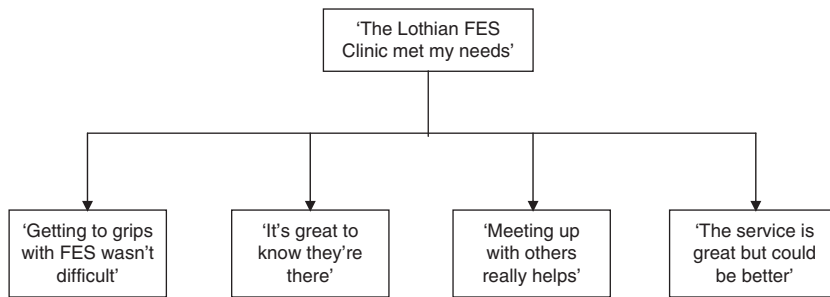 ‘The Lothian FES
Clinic met my needs’
‘Getting to grips
with FES wasn’t
difficult’
‘It’s great to
know they’re
there’
‘Meeting up
with others
really helps’
‘The service is
great but could
be better’